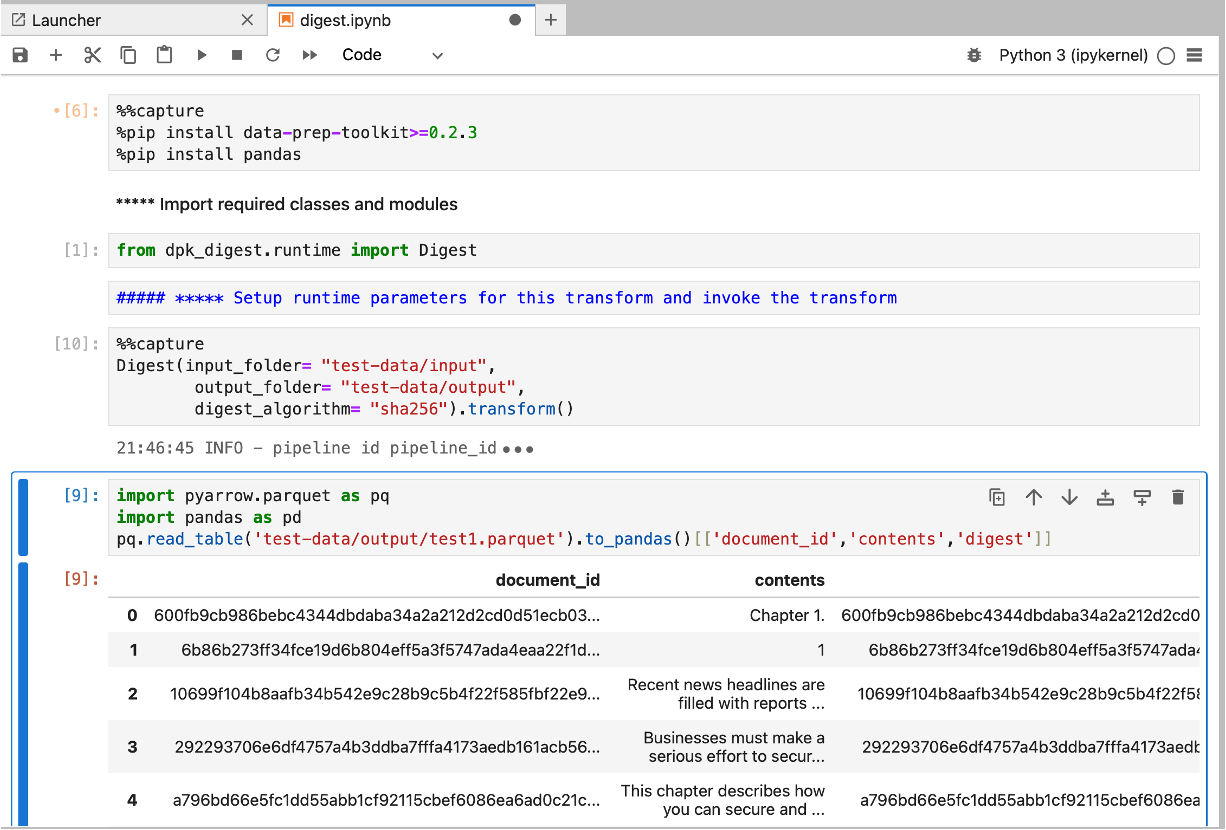 Launcher
digest.ipynb
Code
Python 3 (ipykernel)
[6]:
%%capture
%pip install data-prep-toolkit>=0.2.3
%pip install pandas
***** Import required classes and modules
[1]:
from dpk_digest.runtime import Digest
##### ***** Setup runtime parameters for this transform and invoke the transform
[10]:
%%capture
Digest(input_folder= "test-data/input",
output_folder= "test-data/output",
digest_algorithm= "sha256").transform()
21:46:45 INFO - pipeline id pipeline_id•••
[9]:
import pyarrow.parquet as pq
import pandas as pd
pq.read_table('test-data/output/test1.parquet').to_pandas()[['document_id','contents','digest']]
[9]:
document_id contents
0 600fb9cb986bebc4344dbdaba34a2a212d2cd0d51ecb03... Chapter 1. 600fb9cb986bebc4344dbdaba34a2a212d2cd0
1 6b86b273ff34fce19d6b804eff5a3f5747ada4eaa22f1d... 1 6b86b273ff34fce19d6b804eff5a3f5747ada4
2 10699f104b8aafb34b542e9c28b9c5b4f22f585fbf22e9... Recent news headlines are filled with reports ... 10699f104b8aafb34b542e9c28b9c5b4f22f58
3 292293706e6df4757a4b3ddba7fffa4173aedb161acb56... Businesses must make a serious effort to secur... 292293706e6df4757a4b3ddba7fffa4173aedb
4 a796bd66e5fc1dd55abb1cf92115cbef6086ea6ad0c21c... This chapter describes how you can secure and ... a796bd66e5fc1dd55abb1cf92115cbef6086ea